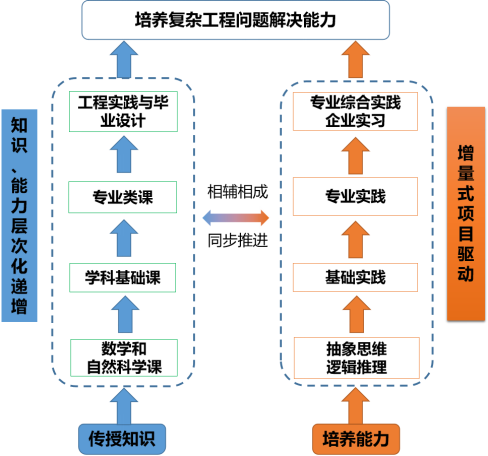 培养复杂工程问题解决能力
知识、能力层次化递增
工程实践与毕
业设计
专业类课
学科基础课
数学和
自然科学课
传授知识
相辅相成
同步推进
专业综合实践
企业实习
专业实践
基础实践
抽象思维
逻辑推理
培养能力
增量式项目驱动